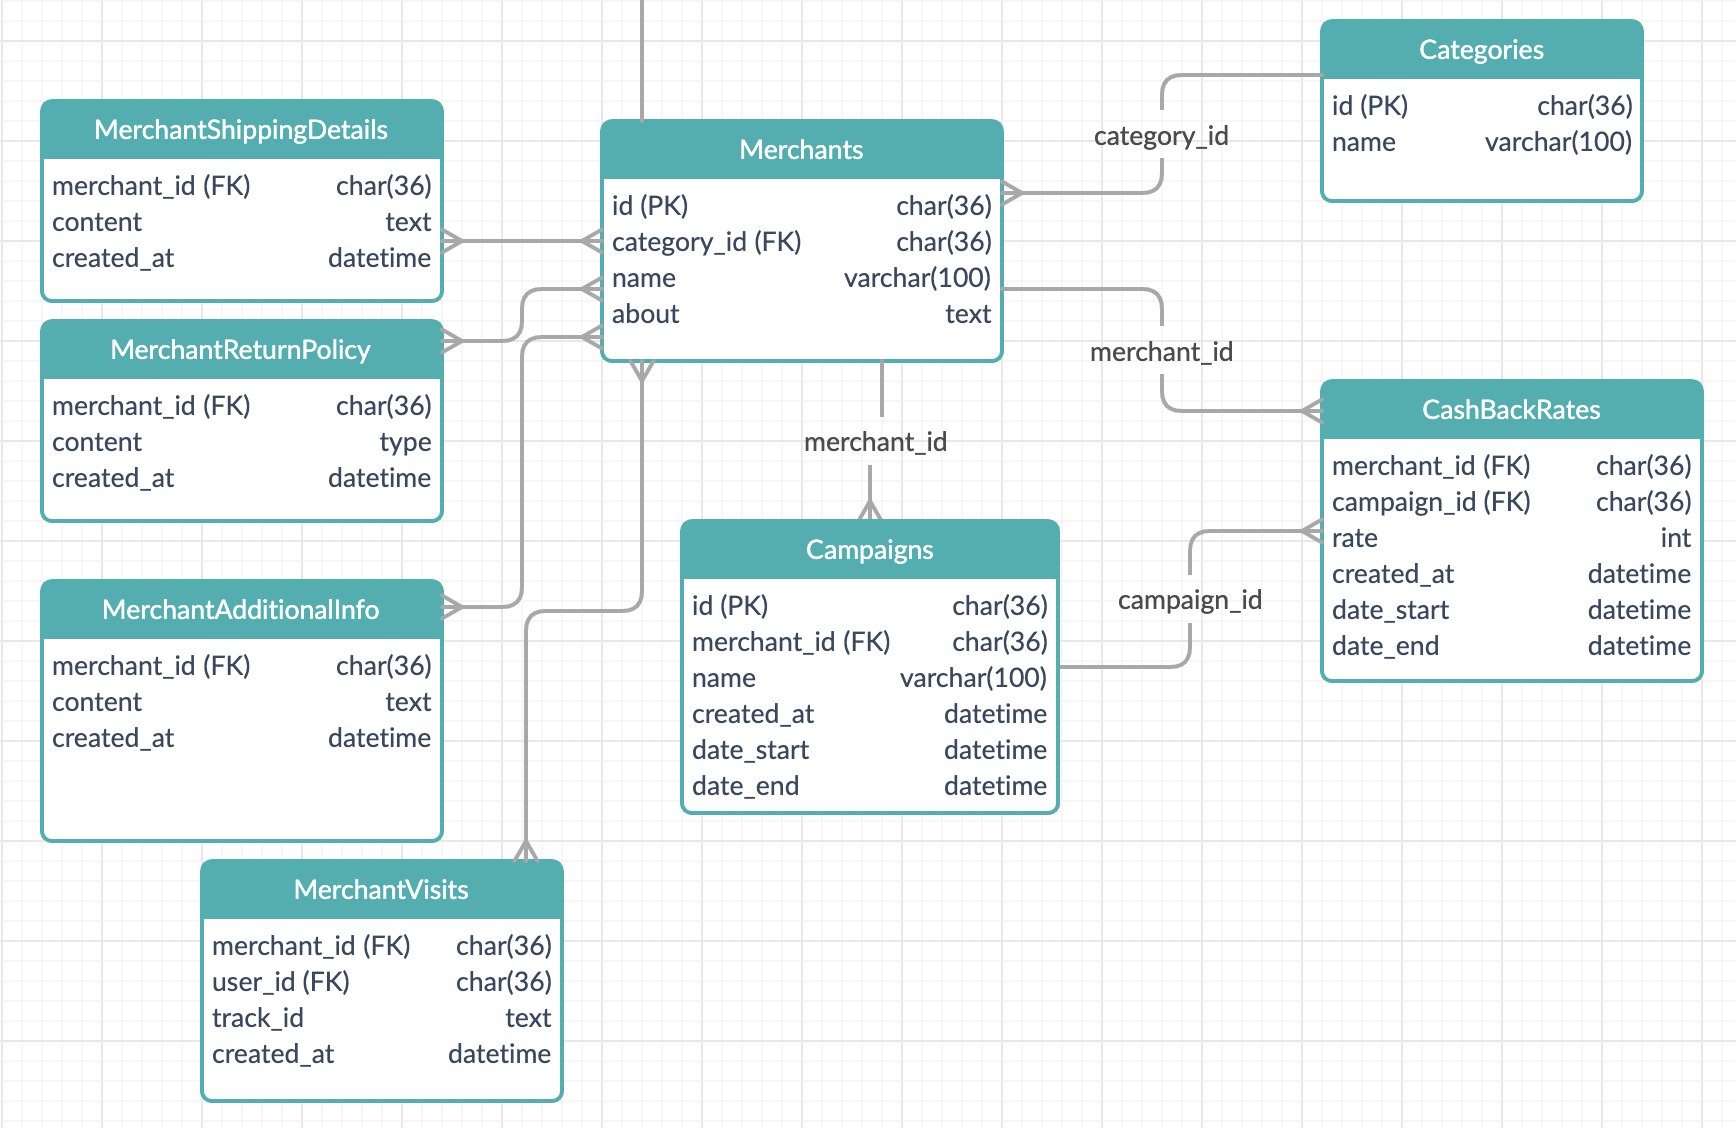 Categories
id (PK) char(36)
name varchar(100)
category_id
MerchantShippingDetails
merchant_id (FK) char(36)
content text
created_at datetime
Merchants
id (PK) char(36)
category_id (FK) char(36)
name varchar(100)
about text
merchant_id
MerchantReturnPolicy
merchant_id (FK) char(36)
content type
created_at datetime
merchant_id
CashBackRates
merchant_id (FK) char(36)
campaign_id (FK) char(36)
rate int
created_at datetime
date_start datetime
date_end datetime
campaign_id
Campaigns
id (PK) char(36)
merchant_id (FK) char(36)
name varchar(100)
created_at datetime
date_start datetime
date_end datetime
MerchantAdditionalInfo
merchant_id (FK) char(36)
content text
created_at datetime
MerchantVisits
merchant_id (FK) char(36)
user_id (FK) char(36)
track_id text
created_at datetime